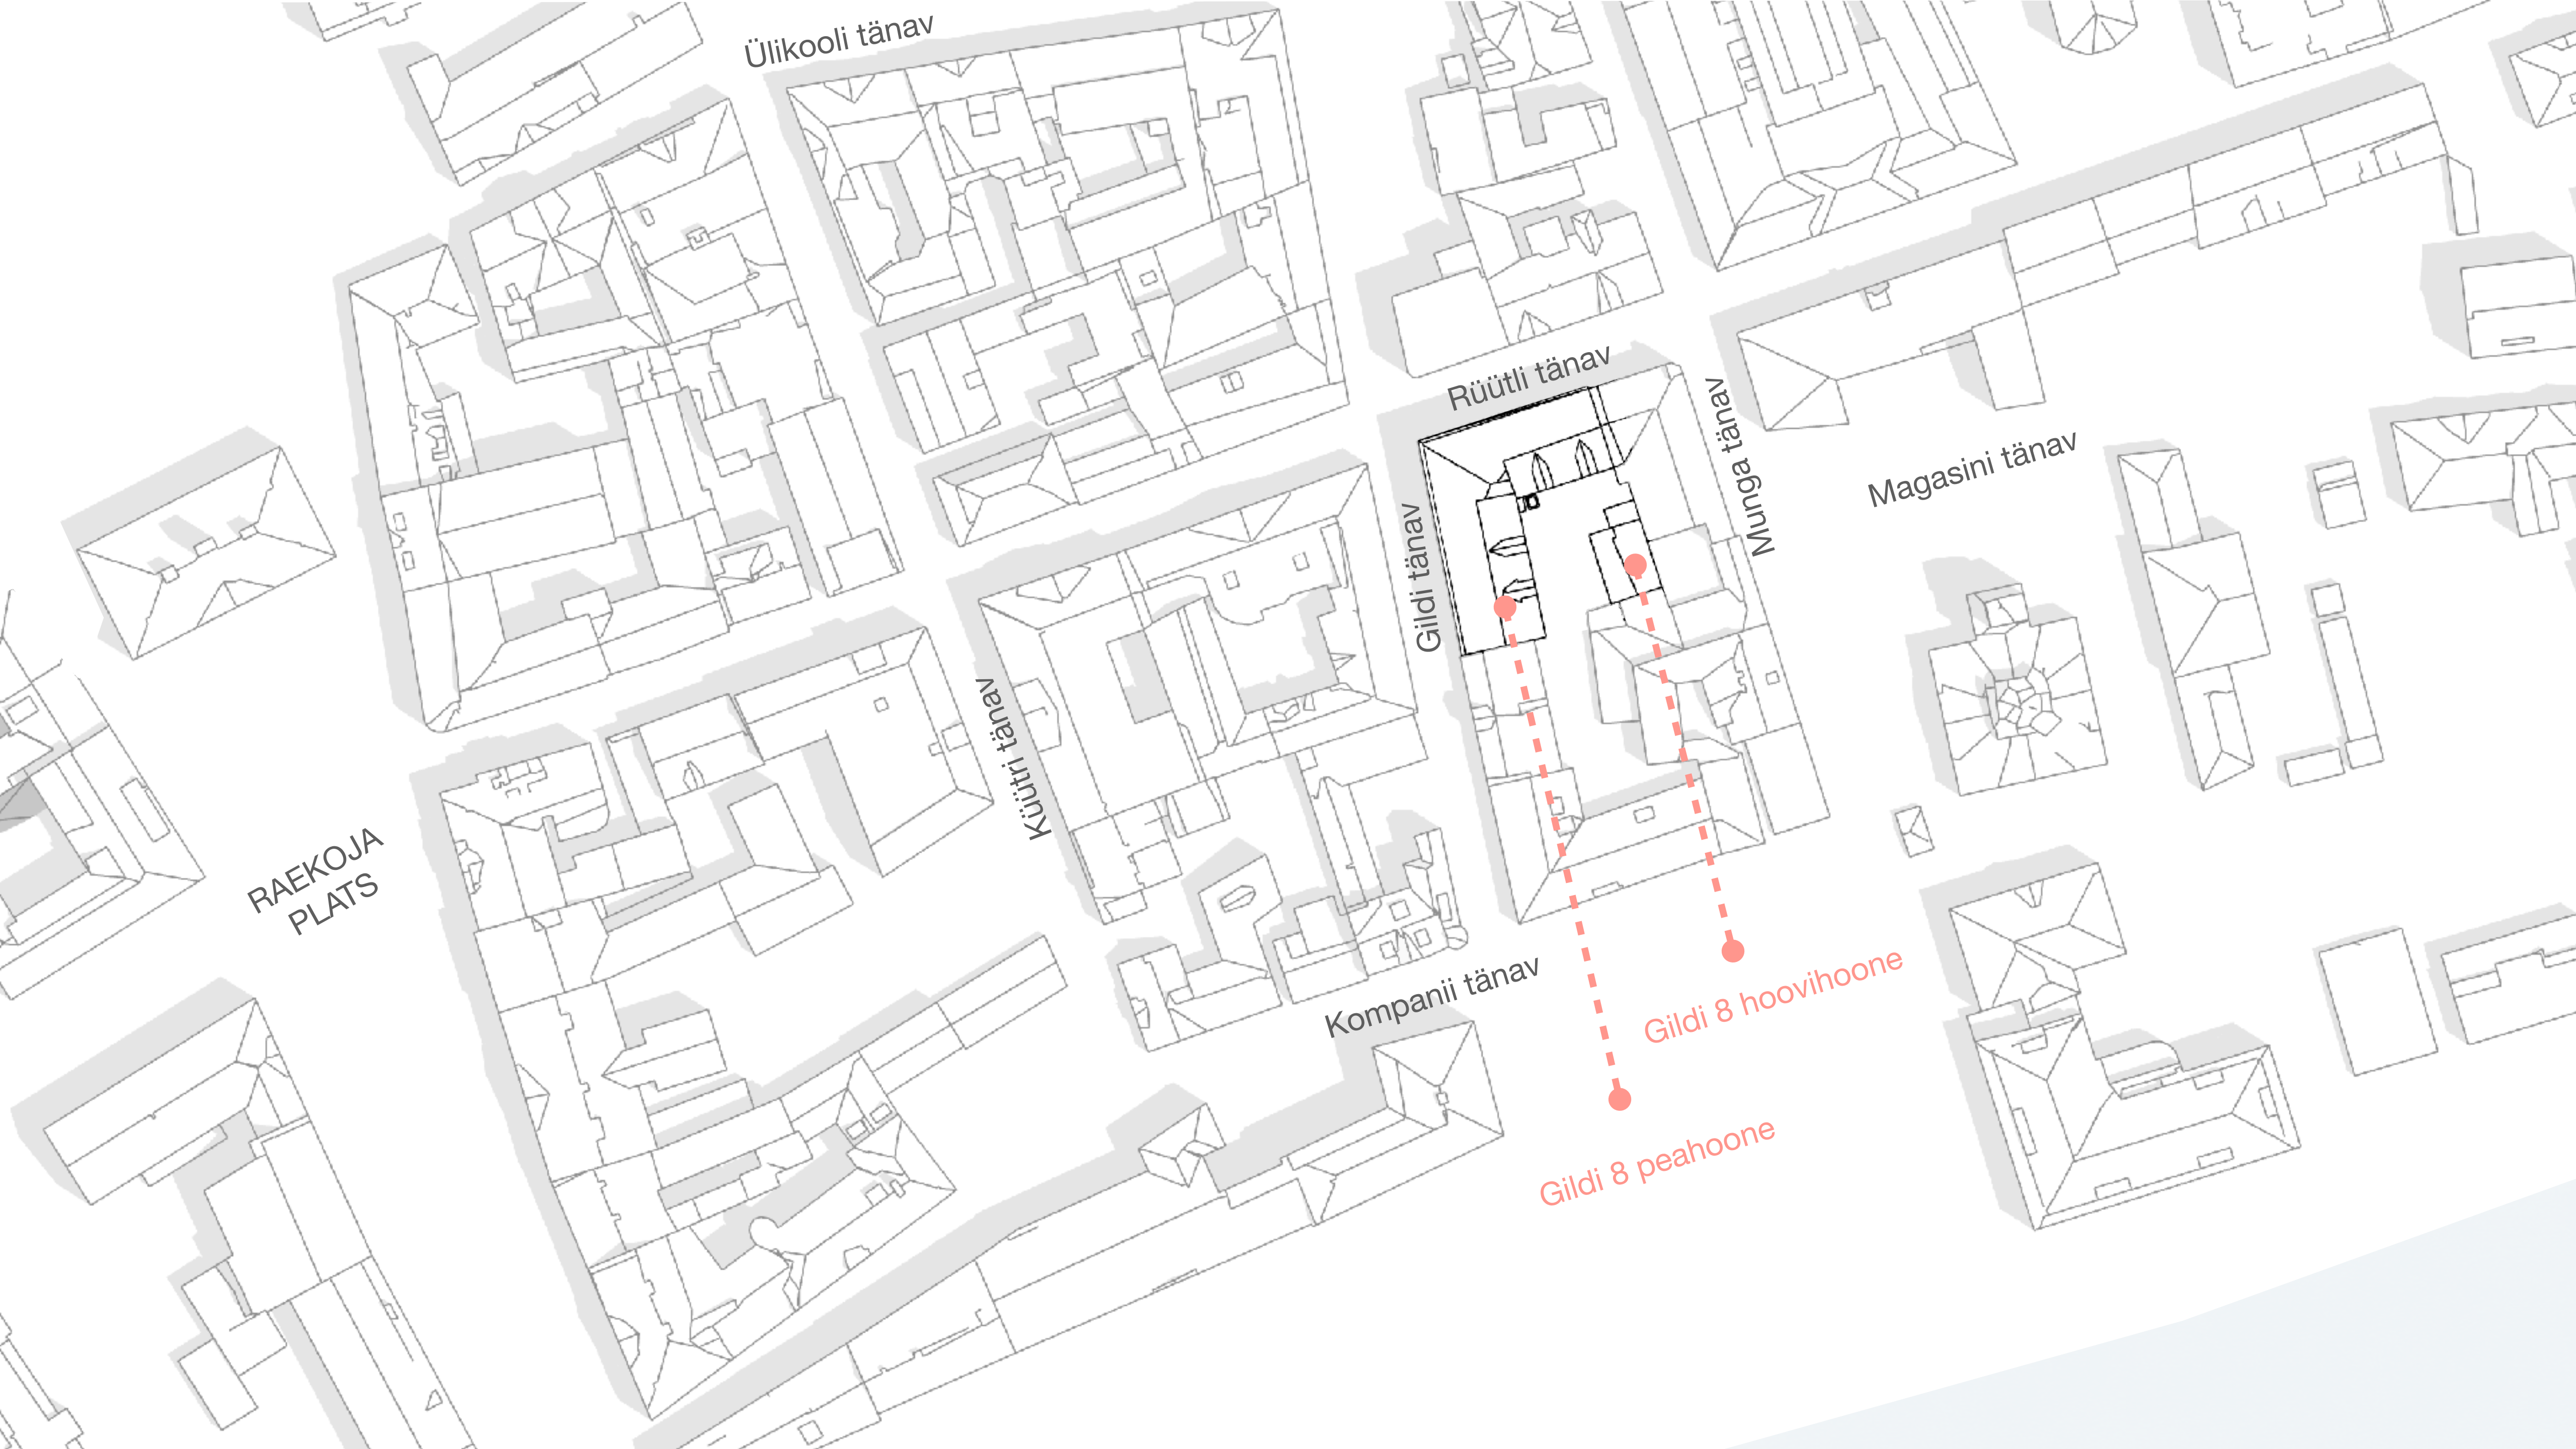 Ülikooli tänav
Rüütli tänav
Munga tänav
Magasini tänav
Gildi tänav
Küütri tänav
RAEKOJA
PLATS
Kompanii tänav
Gildi 8 hoovihoone
Gildi 8 peahoone